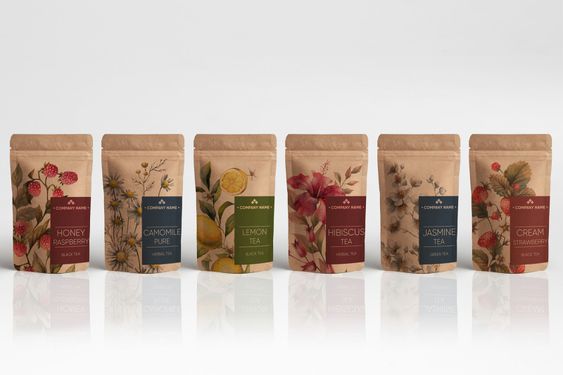 • COMPANY NAME •
HONEY
RASPBERRY
BLACK TEA
• COMPANY NAME •
CAMOMILE
PURE
HERBAL TEA
• COMPANY NAME •
LEMON
TEA
BLACK TEA
• COMPANY NAME •
HIBISCUS
TEA
HERBAL TEA
• COMPANY NAME •
JASMINE
TEA
GREEN TEA
• COMPANY NAME •
CREAM
STRAWBERRY
BLACK TEA